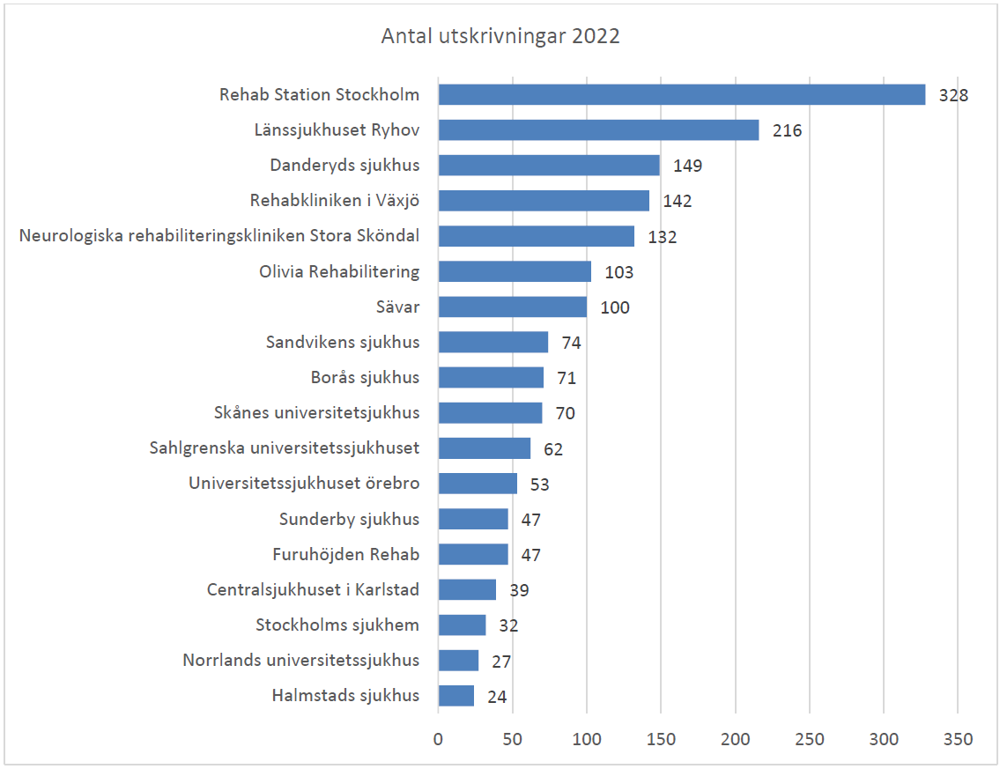 Antal utskrivningar 2022
Rehab Station Stockholm 328
Länssjukhuset Ryhov 216
Danderyds sjukhus 149
Rehabkliniken i Växjö 142
Neurologiska rehabiliteringskliniken Stora Sköndal 132
Olivia Rehabilitering 103
Sävar 100
Sandvikens sjukhus 74
Borås sjukhus 71
Skånes universitetsjukhus 70
Sahlgrenska universitetssjukhuset 62
Universitetssjukhuset örebro 53
Sunderby sjukhus 47
Furuhöjden Rehab 47
Centralsjukhuset i Karlstad 39
Stockholms sjukhem 32
Norrlands universitetssjukhus 27
Halmstads sjukhus 24
0 50 100 150 200 250 300 350